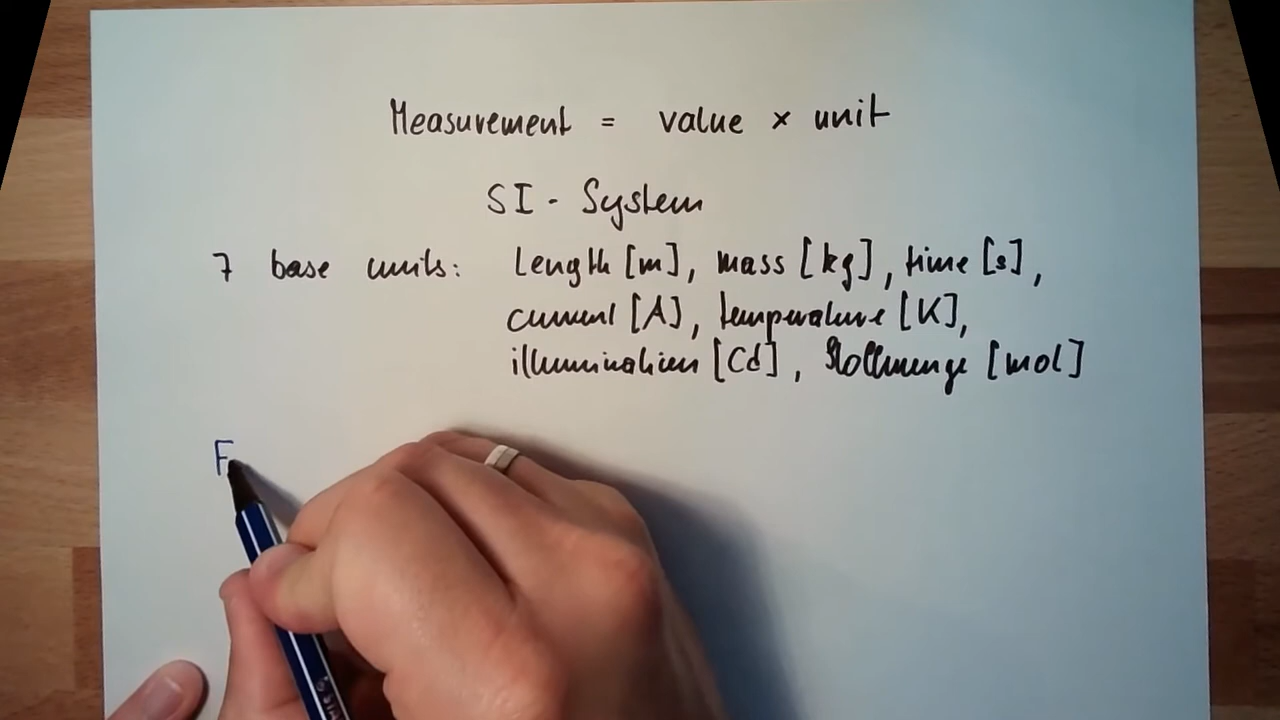 Measurement = value × unit
SI - System
7 base units: Length [m], mass [kg], time [s],
current [A], temperature [K],
illumination [Cd], Stoffmenge [mol]
F